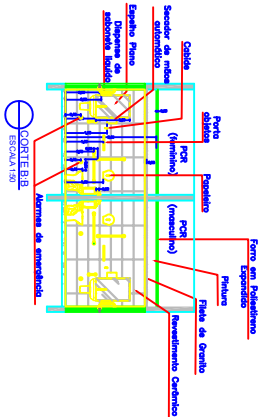 Espelho Plano
Dispense de
sabonete líquido
Secador de mãos
automático
Cabide
Porta
objetos
PCR
(feminino)
Papeleira
PCR
(masculino)
Forro em Poliestireno
Expandido
Pintura
Filete de Granito
Revestimento Cerâmico
Alarmes de emergência
CORTE B:B
ESCALA 1:50